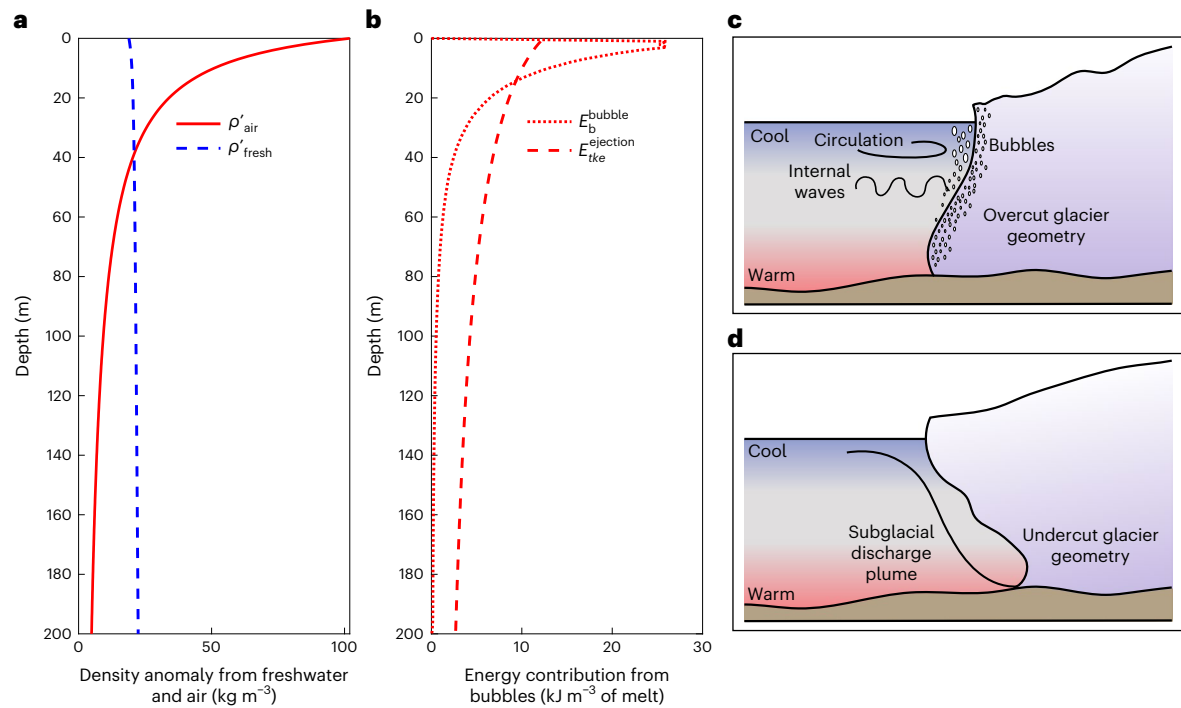 a
0
20
40
60
80
100
120
140
160
180
200
Depth (m)
0
50
100
Density anomaly from freshwater
and air (kg m⁻³)
ρ′air
ρ′fresh
b
0
20
40
60
80
100
120
140
160
180
200
Depth (m)
0
10
20
30
Energy contribution from
bubbles (kJ m⁻³ of melt)
E_b^bubble
E_tke^ejection
c
Cool
Circulation
Bubbles
Internal
waves
Overcut glacier
geometry
Warm
d
Cool
Subglacial
discharge
plume
Undercut glacier
geometry
Warm